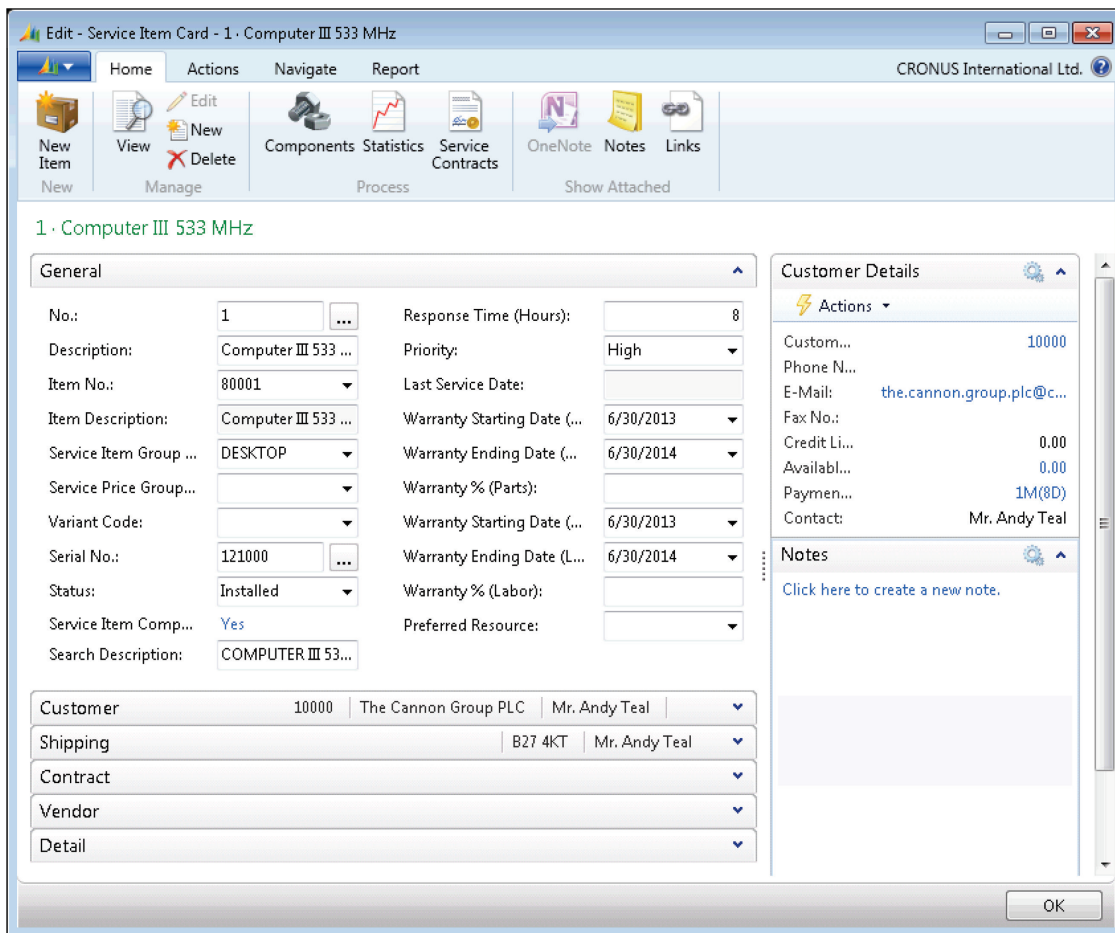 Edit - Service Item Card - 1 · Computer III 533 MHz
Home Actions Navigate Report CRONUS International Ltd.
New Item
View
Edit
New
Delete
Components
Statistics
Service Contracts
OneNote
Notes
Links
New Manage Process Show Attached
1 · Computer III 533 MHz
General
No.: 1 ...
Description: Computer III 533 ...
Item No.: 80001
Item Description: Computer III 533 ...
Service Item Group ... DESKTOP
Service Price Group...
Variant Code:
Serial No.: 121000 ...
Status: Installed
Service Item Comp... Yes
Search Description: COMPUTER III 53...
Response Time (Hours): 8
Priority: High
Last Service Date:
Warranty Starting Date (... 6/30/2013
Warranty Ending Date (... 6/30/2014
Warranty % (Parts):
Warranty Starting Date (... 6/30/2013
Warranty Ending Date (L... 6/30/2014
Warranty % (Labor):
Preferred Resource:
Customer 10000 The Cannon Group PLC Mr. Andy Teal
Shipping B27 4KT Mr. Andy Teal
Contract
Vendor
Detail
Customer Details
Actions
Custom... 10000
Phone N...
E-Mail: the.cannon.group.plc@c...
Fax No.:
Credit Li... 0.00
Availabl... 0.00
Paymen... 1M(8D)
Contact: Mr. Andy Teal
Notes
Click here to create a new note.
OK